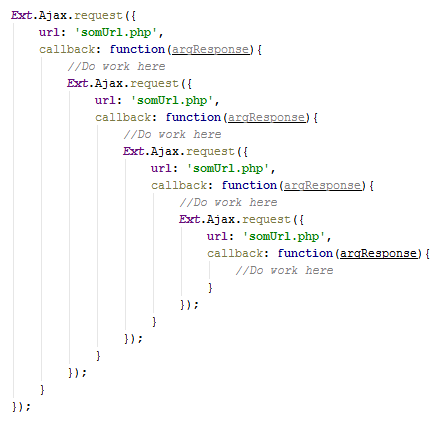 Ext.Ajax.request({
    url: 'somUrl.php',
    callback: function(argResponse){
        //Do work here
        Ext.Ajax.request({
            url: 'somUrl.php',
            callback: function(argResponse){
                //Do work here
                Ext.Ajax.request({
                    url: 'somUrl.php',
                    callback: function(argResponse){
                        //Do work here
                        Ext.Ajax.request({
                            url: 'somUrl.php',
                            callback: function(argResponse){
                                //Do work here
                            }
                        });
                    }
                });
            }
        });
    }
});